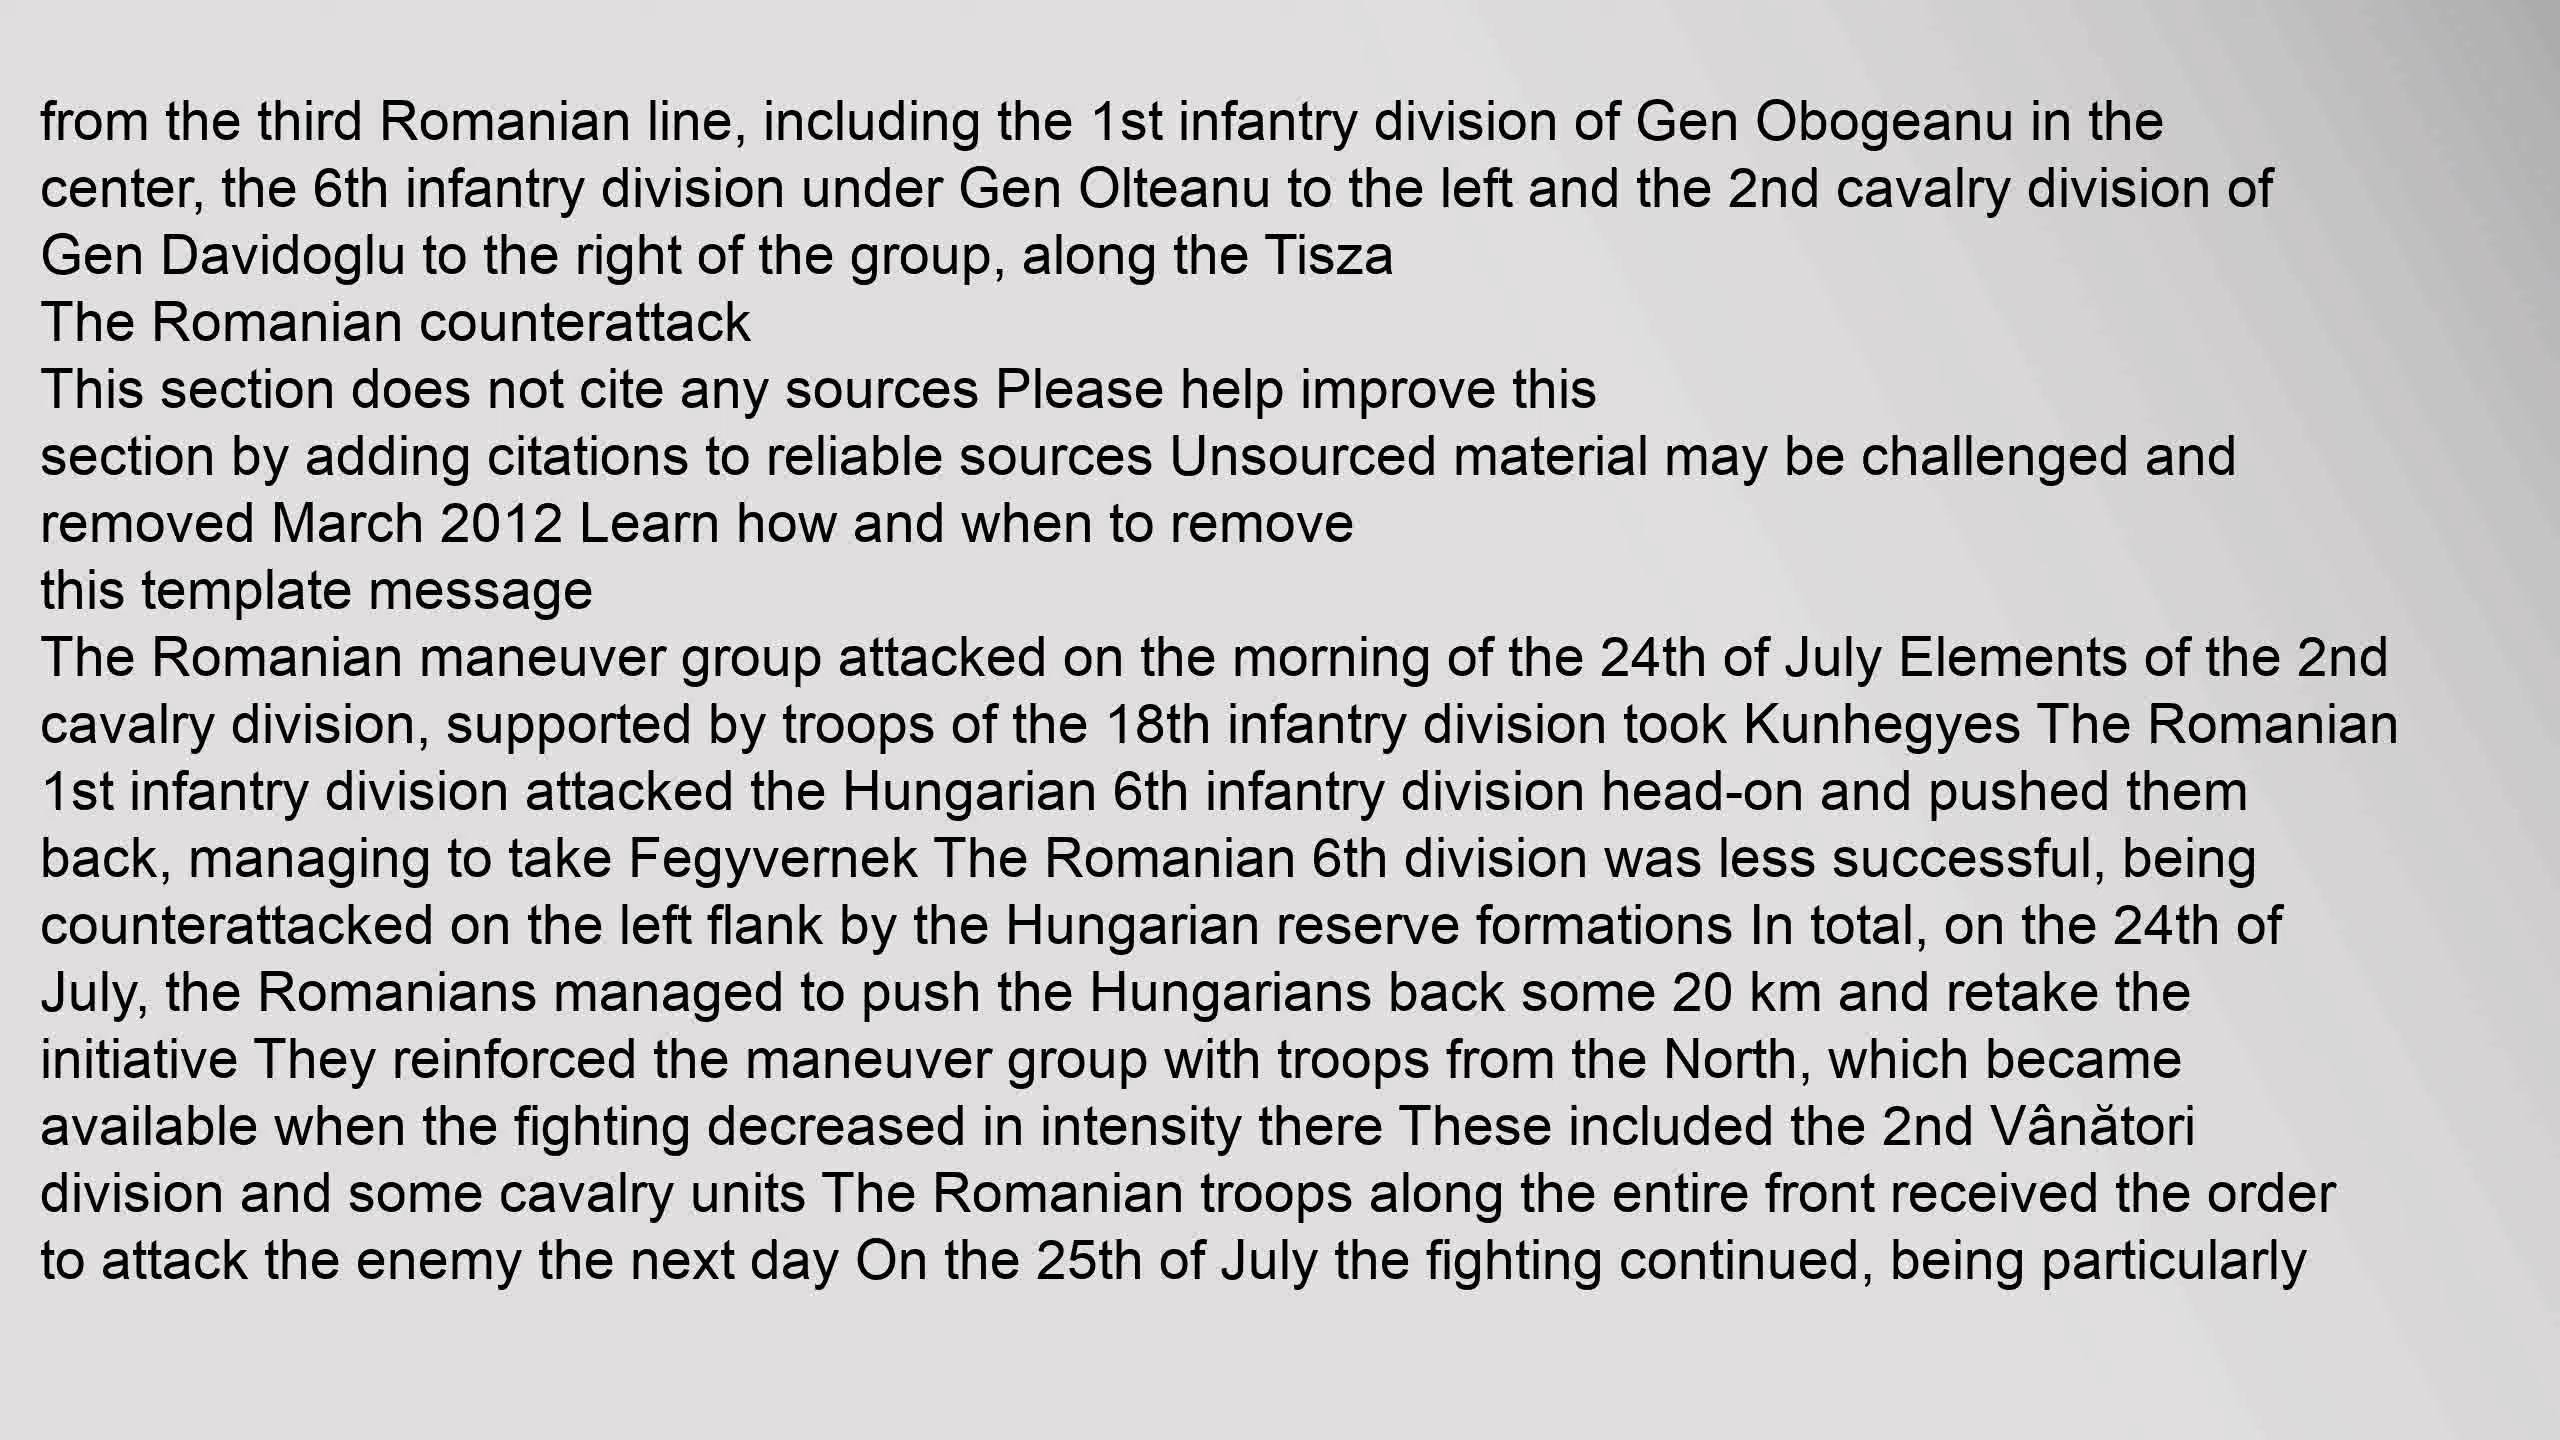 from the third Romanian line, including the 1st infantry division of Gen Obogeanu in the
center, the 6th infantry division under Gen Olteanu to the left and the 2nd cavalry division of
Gen Davidoglu to the right of the group, along the Tisza
The Romanian counterattack
This section does not cite any sources Please help improve this
section by adding citations to reliable sources Unsourced material may be challenged and
removed March 2012 Learn how and when to remove
this template message
The Romanian maneuver group attacked on the morning of the 24th of July Elements of the 2nd
cavalry division, supported by troops of the 18th infantry division took Kunhegyes The Romanian
1st infantry division attacked the Hungarian 6th infantry division head-on and pushed them
back, managing to take Fegyvernek The Romanian 6th division was less successful, being
counterattacked on the left flank by the Hungarian reserve formations In total, on the 24th of
July, the Romanians managed to push the Hungarians back some 20 km and retake the
initiative They reinforced the maneuver group with troops from the North, which became
available when the fighting decreased in intensity there These included the 2nd Vânători
division and some cavalry units The Romanian troops along the entire front received the order
to attack the enemy the next day On the 25th of July the fighting continued, being particularly